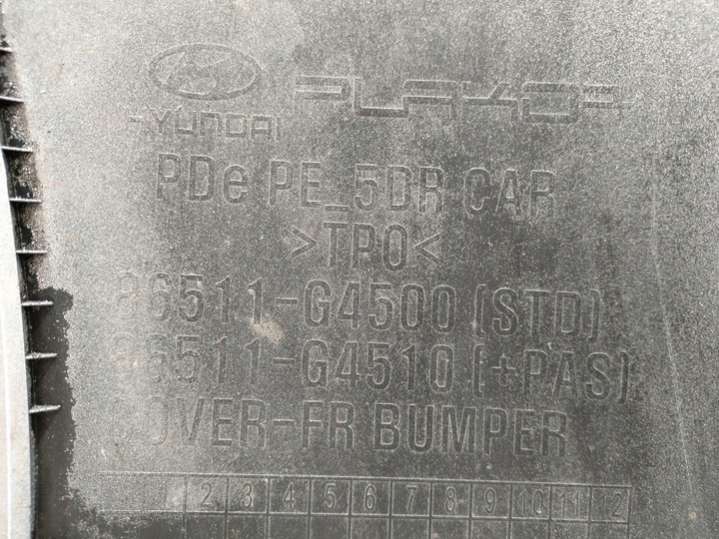 HYUNDAI PLAKOR
PDe PE_5DR CAR
>TPO<
86511-G4500 (STD)
86511-G4510 (+PAS)
COVER-FR BUMPER
2 3 4 5 6 7 8 9 10 11 12